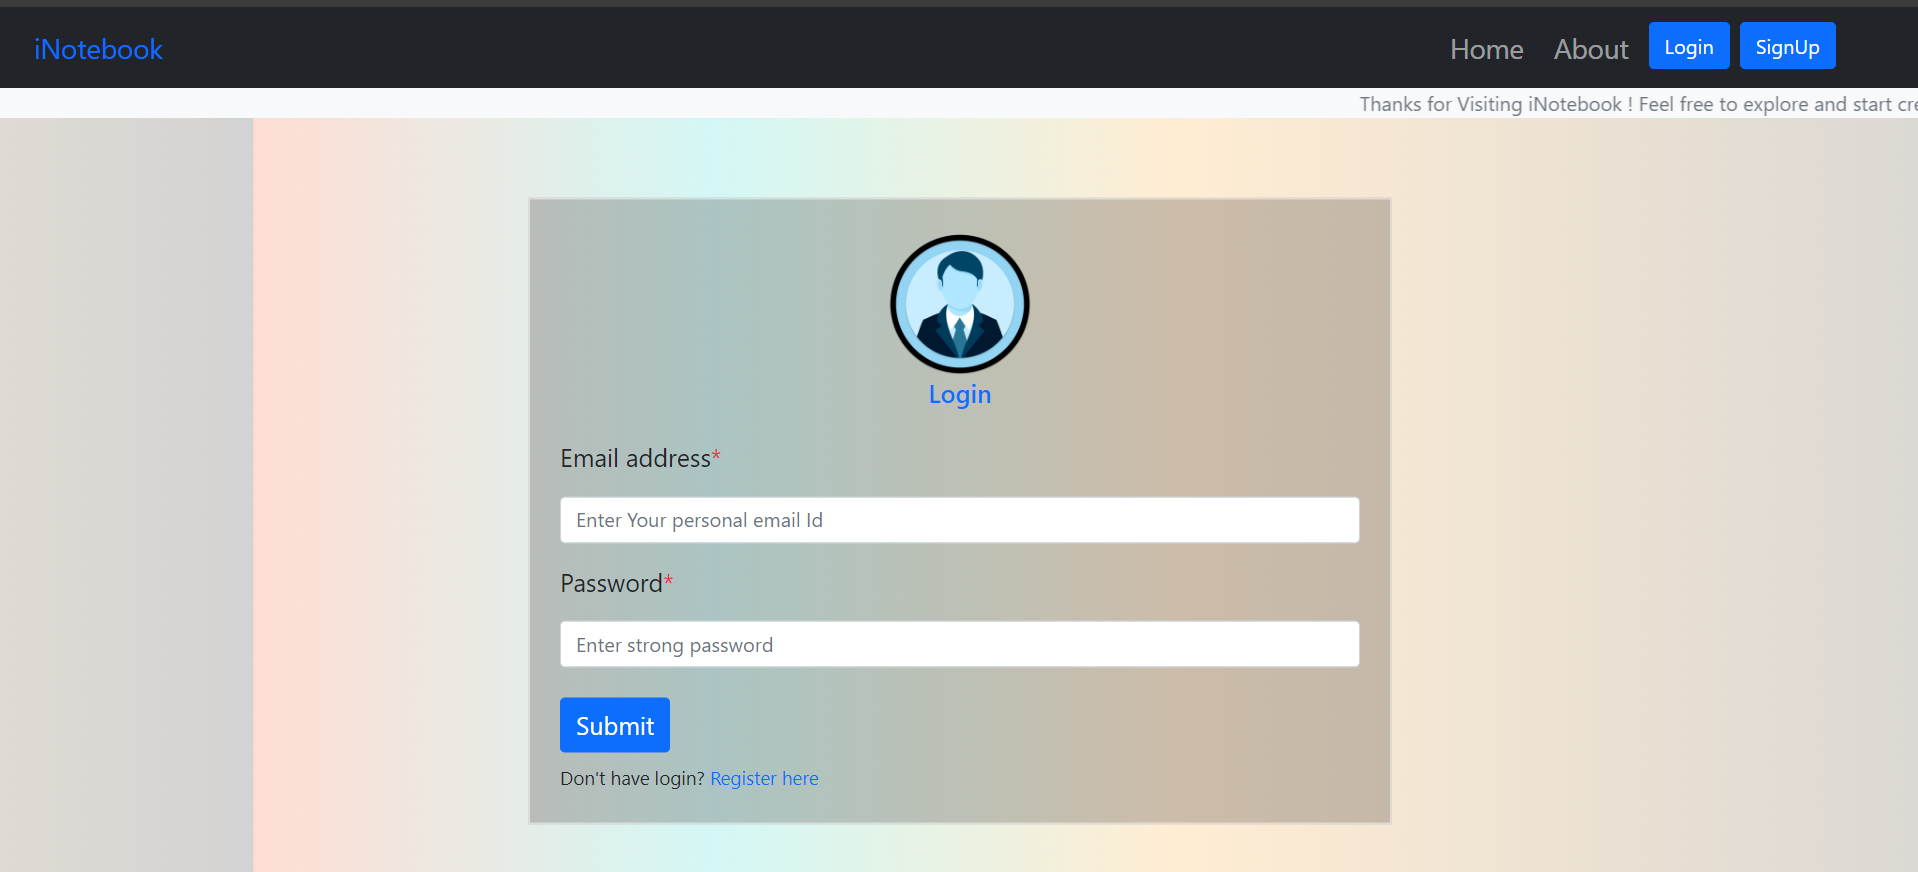 iNotebook
Home About Login SignUp
Thanks for Visiting iNotebook ! Feel free to explore and start
Login
Email address*
Enter Your personal email Id
Password*
Enter strong password
Submit
Don't have login? Register here